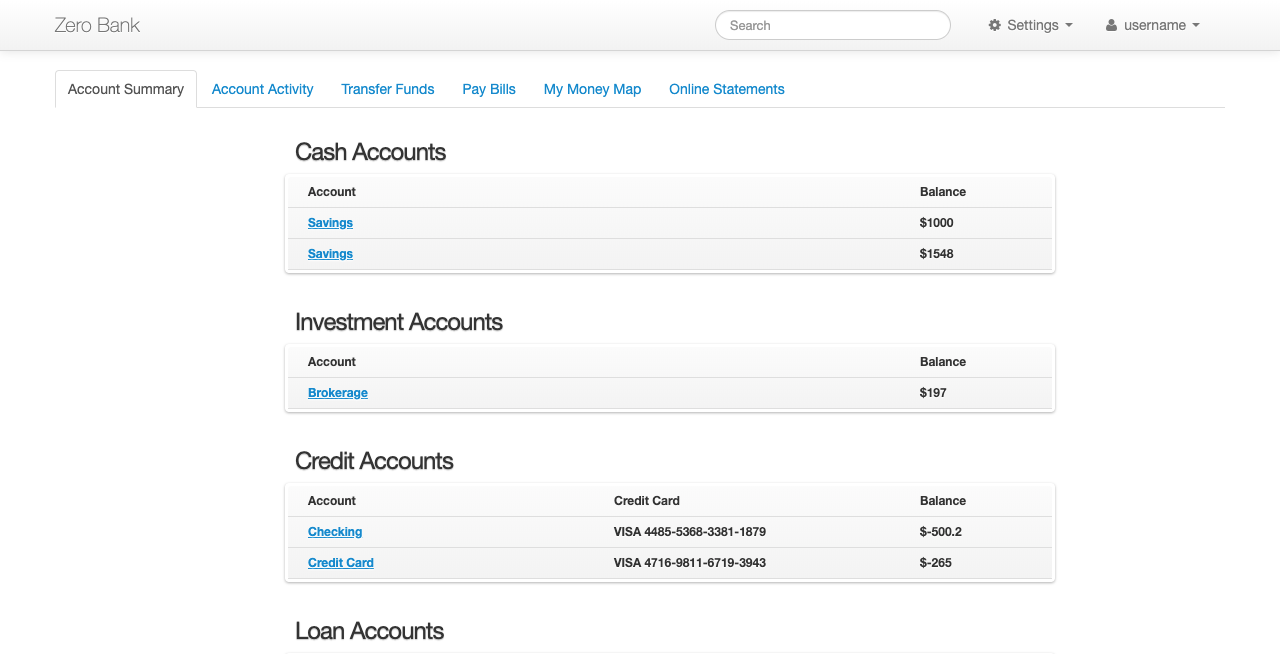 Zero Bank Search Settings username
Account Summary Account Activity Transfer Funds Pay Bills My Money Map Online Statements
Cash Accounts
Account Balance
Savings $1000
Savings $1548
Investment Accounts
Account Balance
Brokerage $197
Credit Accounts
Account Credit Card Balance
Checking VISA 4485-5368-3381-1879 $-500.2
Credit Card VISA 4716-9811-6719-3943 $-265
Loan Accounts